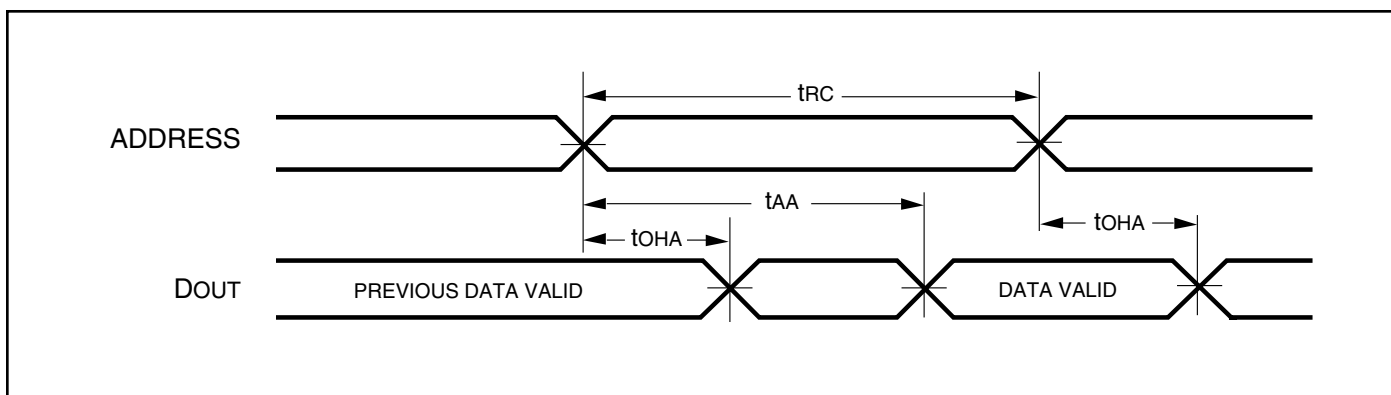 tRC
ADDRESS
tAA
tOHA
tOHA
DOUT
PREVIOUS DATA VALID
DATA VALID